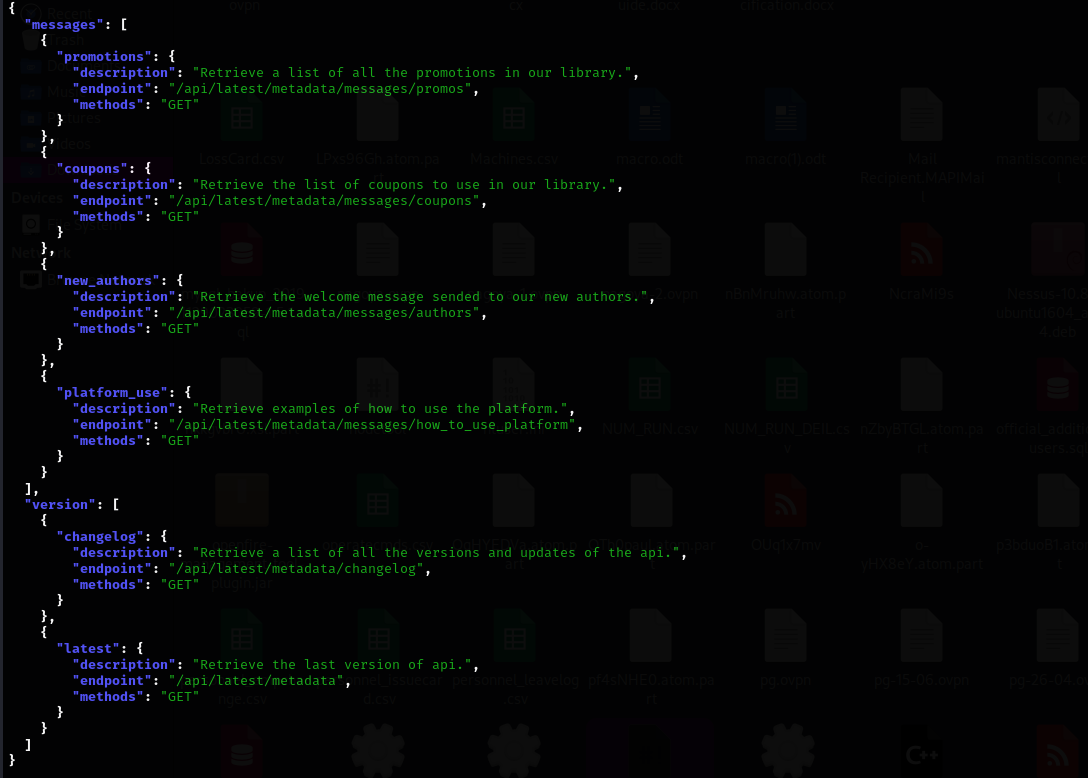 {
  "messages": [
    {
      "promotions": {
        "description": "Retrieve a list of all the promotions in our library.",
        "endpoint": "/api/latest/metadata/messages/promos",
        "methods": "GET"
      }
    },
    {
      "coupons": {
        "description": "Retrieve the list of coupons to use in our library.",
        "endpoint": "/api/latest/metadata/messages/coupons",
        "methods": "GET"
      }
    },
    {
      "new_authors": {
        "description": "Retrieve the welcome message sended to our new authors.",
        "endpoint": "/api/latest/metadata/messages/authors",
        "methods": "GET"
      }
    },
    {
      "platform_use": {
        "description": "Retrieve examples of how to use the platform.",
        "endpoint": "/api/latest/metadata/messages/how_to_use_platform",
        "methods": "GET"
      }
    }
  ],
  "version": [
    {
      "changelog": {
        "description": "Retrieve a list of all the versions and updates of the api.",
        "endpoint": "/api/latest/metadata/changelog",
        "methods": "GET"
      }
    },
    {
      "latest": {
        "description": "Retrieve the last version of api.",
        "endpoint": "/api/latest/metadata",
        "methods": "GET"
      }
    }
  ]
}